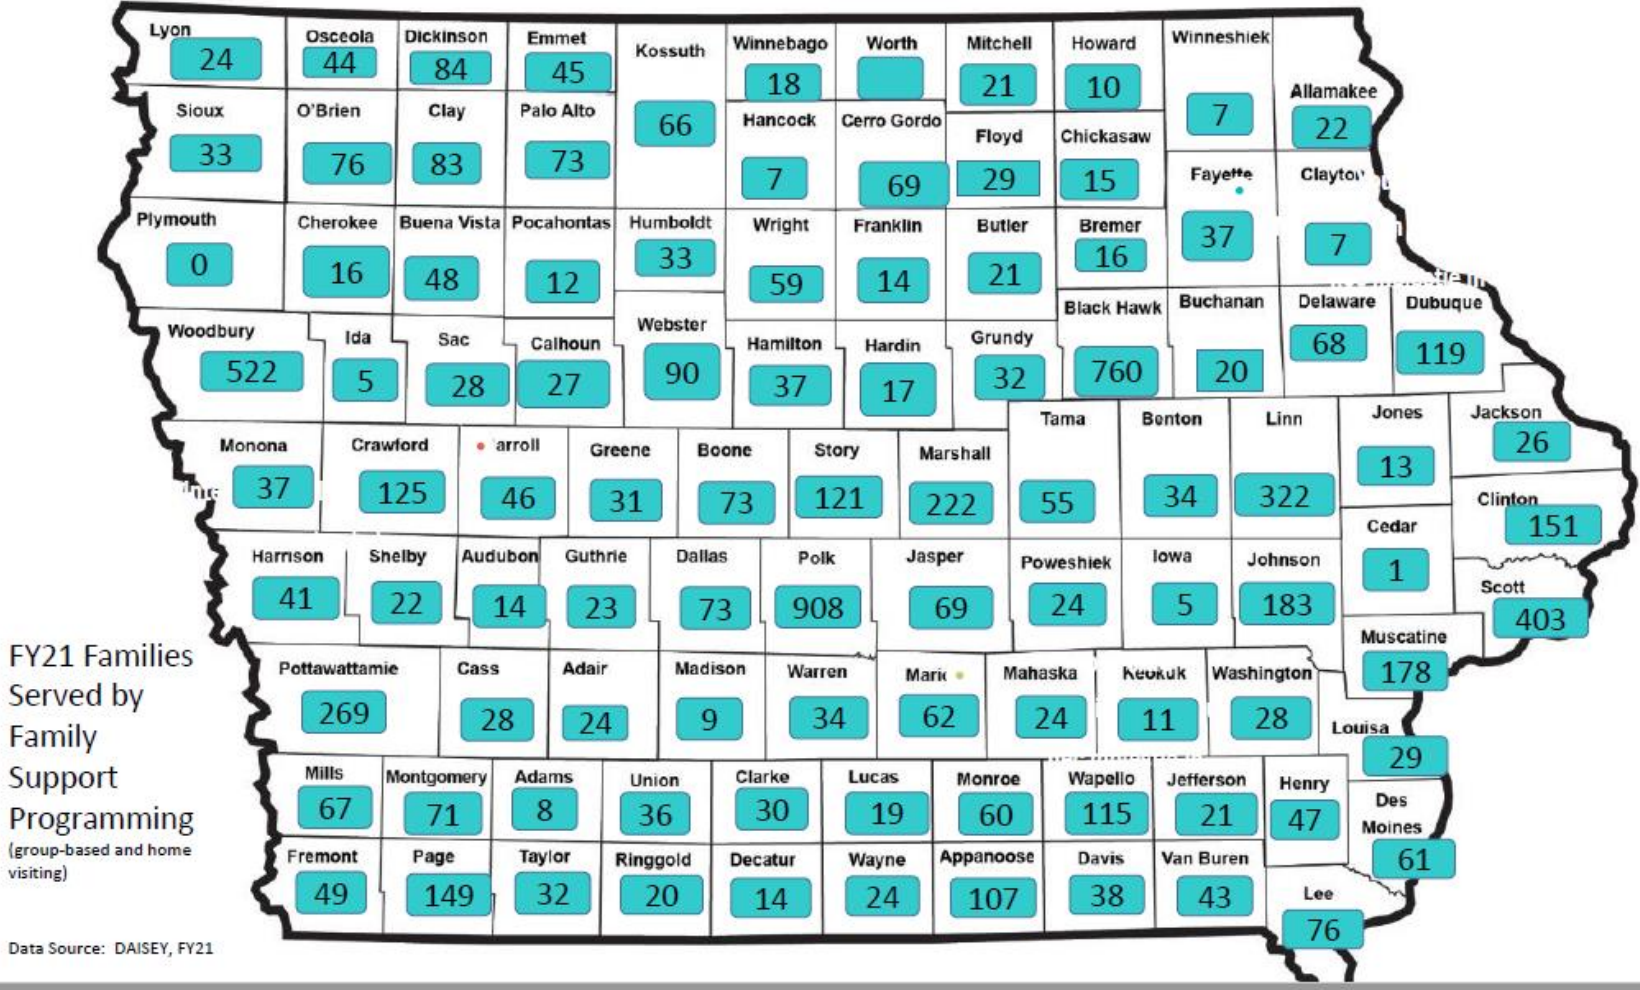 Lyon
24
Osceola
44
Dickinson
84
Emmet
45
Kossuth
66
Winnebago
18
Worth
Mitchell
21
Howard
10
Winneshiek
7
Allamakee
22
Sioux
33
O'Brien
76
Clay
83
Palo Alto
73
Hancock
7
Cerro Gordo
69
Floyd
29
Chickasaw
15
Fayette
37
Clayton
7
Plymouth
0
Cherokee
16
Buena Vista
48
Pocahontas
12
Humboldt
33
Wright
59
Franklin
14
Butler
21
Bremer
16
Woodbury
522
Ida
5
Sac
28
Calhoun
27
Webster
90
Hamilton
37
Hardin
17
Grundy
32
Black Hawk
760
Buchanan
20
Delaware
68
Dubuque
119
Monona
37
Crawford
125
arroll
46
Greene
31
Boone
73
Story
121
Marshall
222
Tama
55
Benton
34
Linn
322
Jones
13
Jackson
26
Clinton
151
Cedar
1
Harrison
41
Shelby
22
Audubon
14
Guthrie
23
Dallas
73
Polk
908
Jasper
69
Poweshiek
24
Iowa
5
Johnson
183
Scott
403
Muscatine
178
FY21 Families
Served by
Family
Support
Programming
(group-based and home
visiting)
Pottawattamie
269
Cass
28
Adair
24
Madison
9
Warren
34
Mari
62
Mahaska
24
Keokuk
11
Washington
28
Louisa
29
Mills
67
Montgomery
71
Adams
8
Union
36
Clarke
30
Lucas
19
Monroe
60
Wapello
115
Jefferson
21
Henry
47
Des
Moines
61
Fremont
49
Page
149
Taylor
32
Ringgold
20
Decatur
14
Wayne
24
Appanoose
107
Davis
38
Van Buren
43
Lee
76
Data Source: DAISEY, FY21